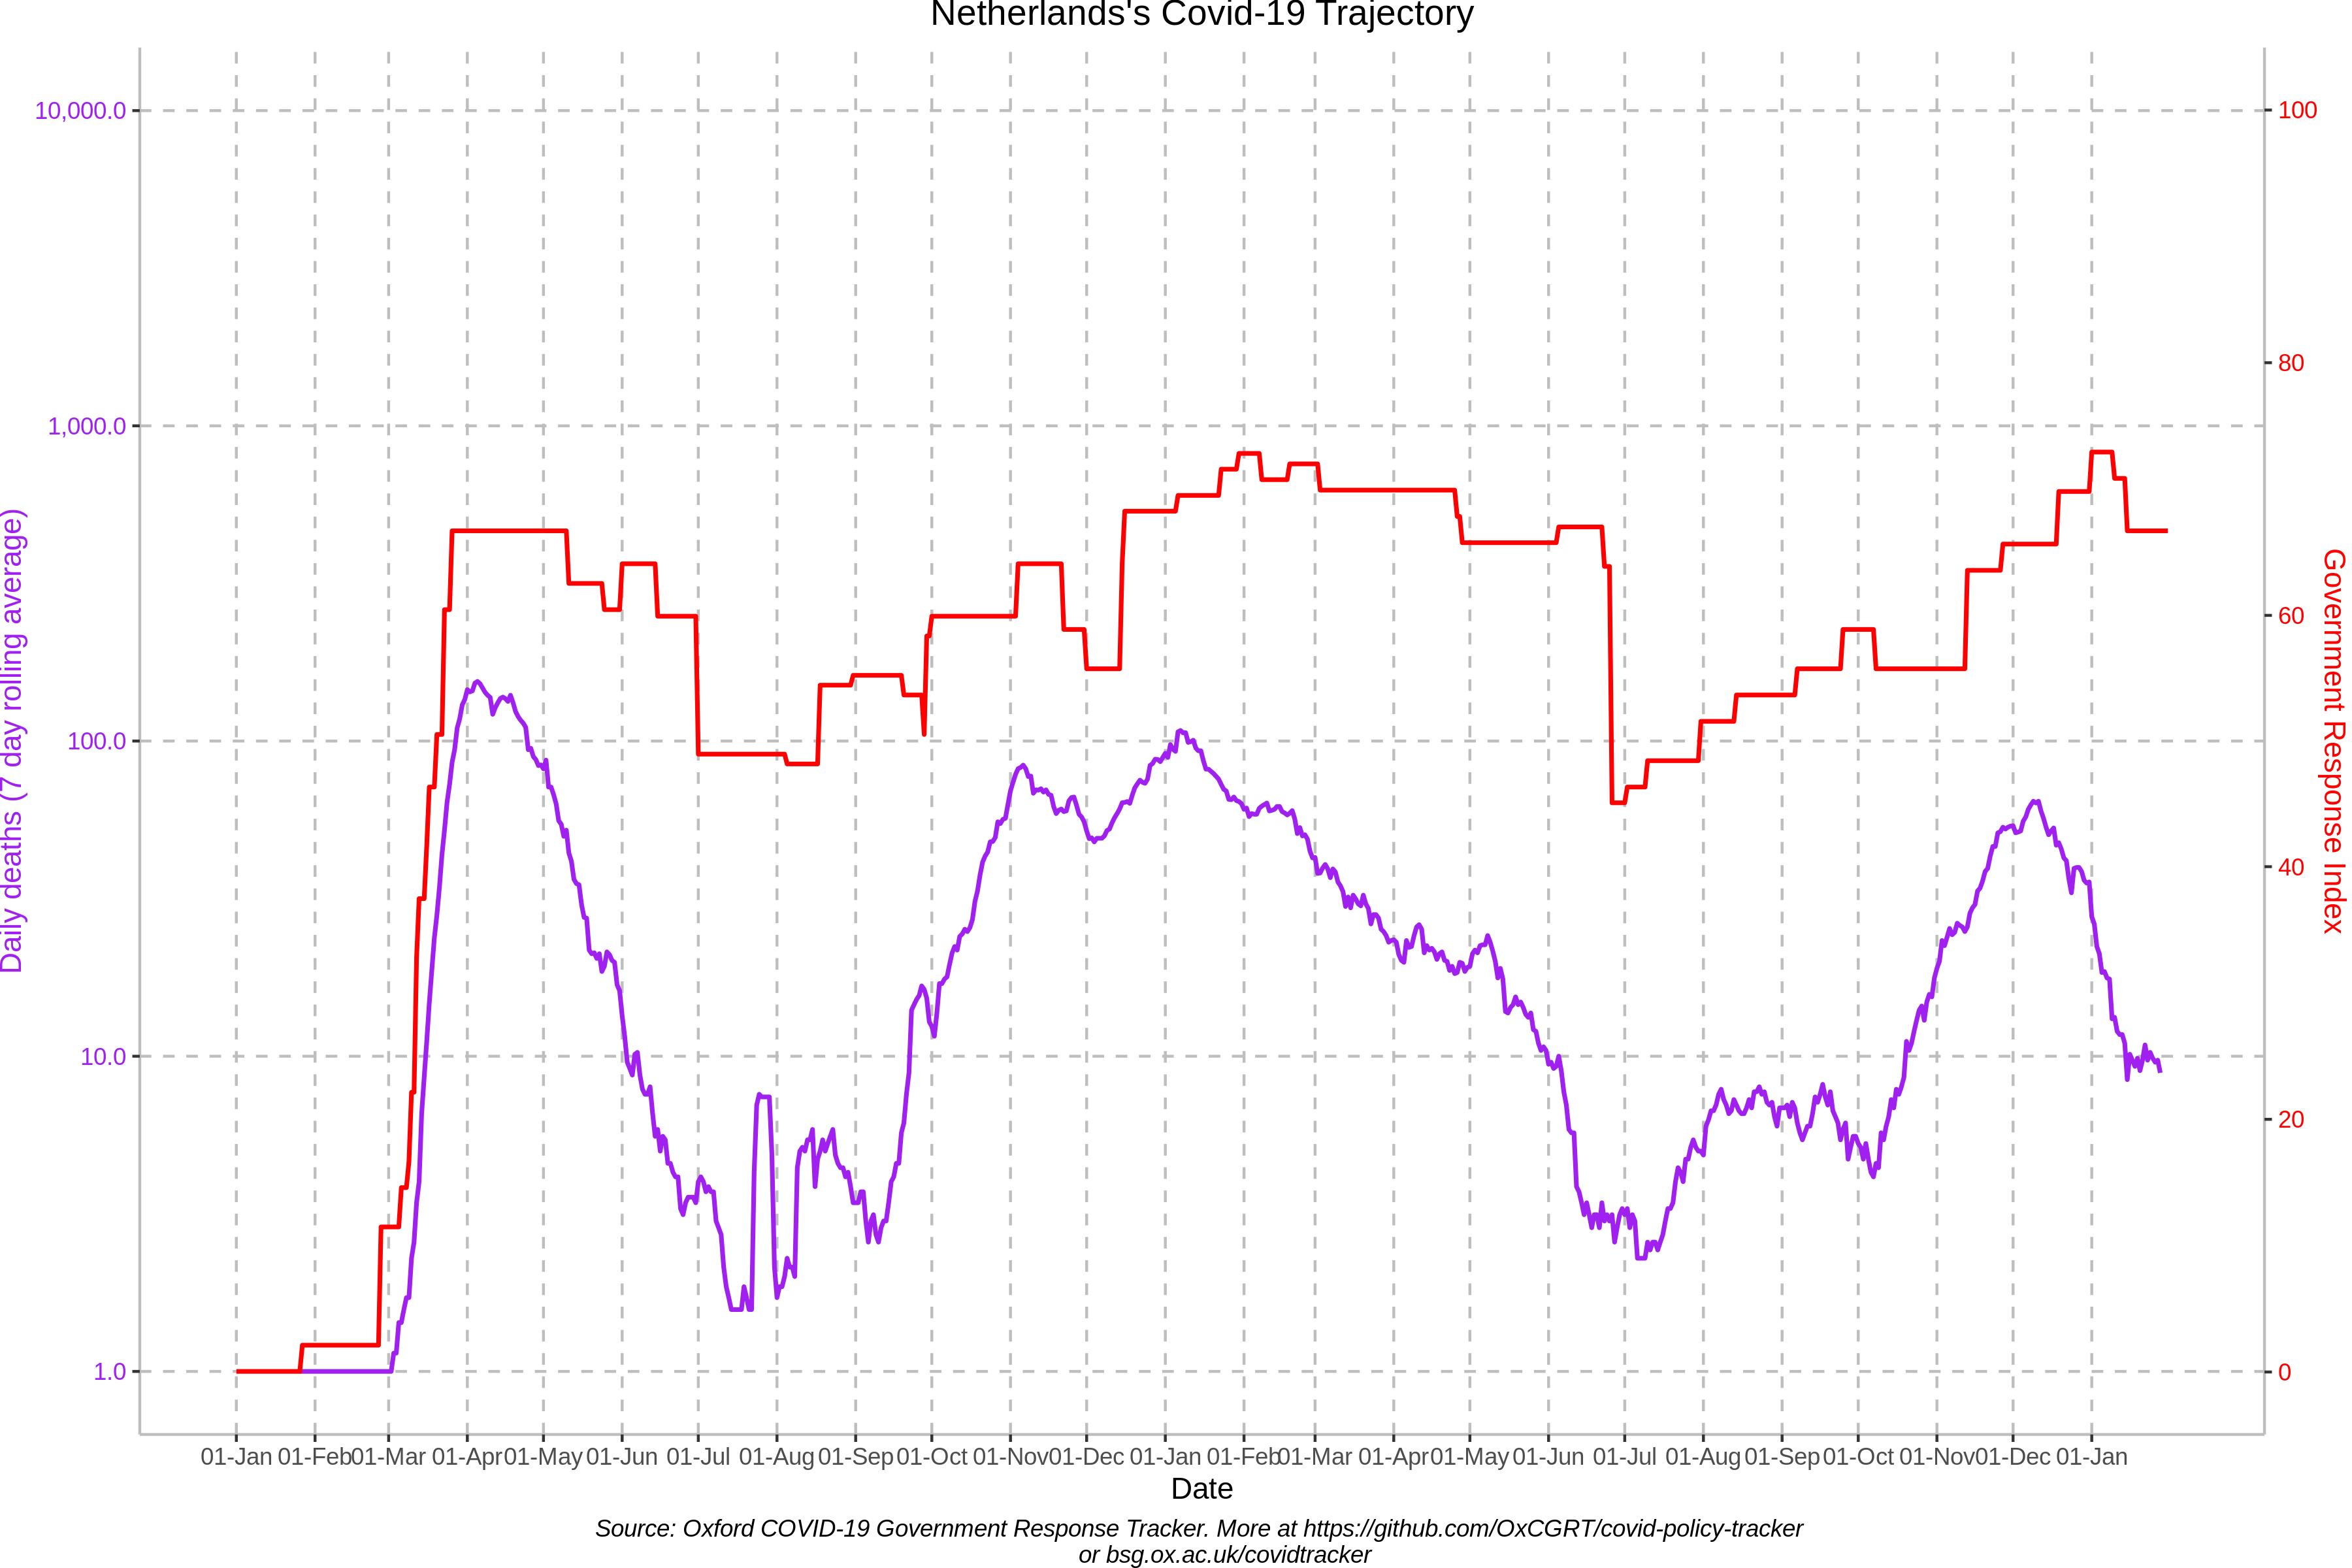 Netherlands's Covid-19 Trajectory
10,000.0
1,000.0
100.0
10.0
1.0
Daily deaths (7 day rolling average)
100
80
60
40
20
0
Government Response Index
01-Jan 01-Feb 01-Mar 01-Apr 01-May 01-Jun 01-Jul 01-Aug 01-Sep 01-Oct 01-Nov 01-Dec 01-Jan 01-Feb 01-Mar 01-Apr 01-May 01-Jun 01-Jul 01-Aug 01-Sep 01-Oct 01-Nov 01-Dec 01-Jan
Date
Source: Oxford COVID-19 Government Response Tracker. More at https://github.com/OxCGRT/covid-policy-tracker
or bsg.ox.ac.uk/covidtracker